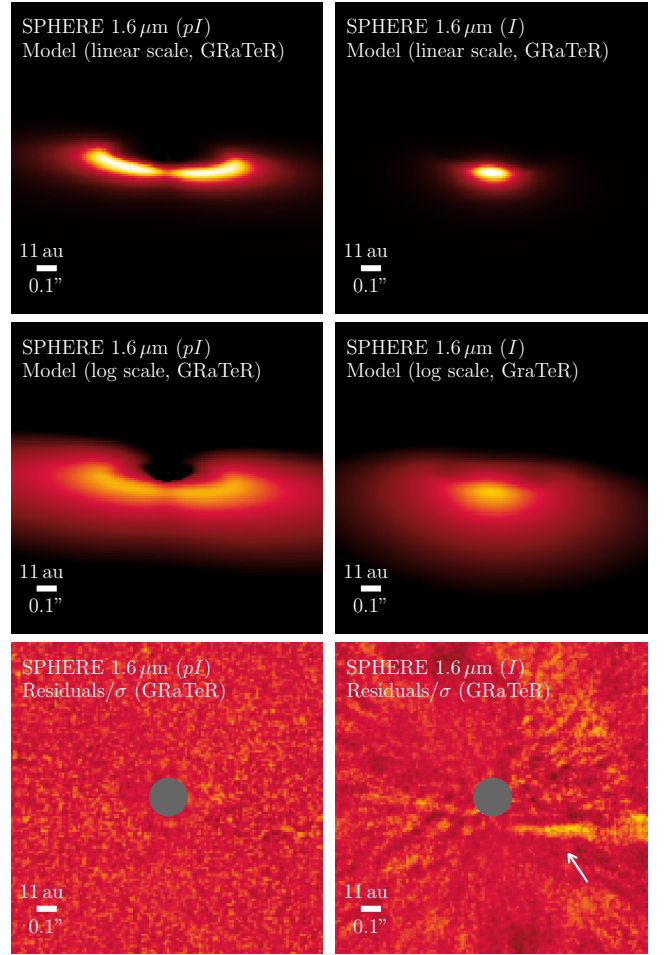 SPHERE 1.6 μm (pI)
Model (linear scale, GRaTeR)
11 au
0.1”
SPHERE 1.6 μm (I)
Model (linear scale, GRaTeR)
11 au
0.1”
SPHERE 1.6 μm (pI)
Model (log scale, GRaTeR)
11 au
0.1”
SPHERE 1.6 μm (I)
Model (log scale, GraTeR)
11 au
0.1”
SPHERE 1.6 μm (pI)
Residuals/σ (GRaTeR)
11 au
0.1”
SPHERE 1.6 μm (I)
Residuals/σ (GRaTeR)
11 au
0.1”